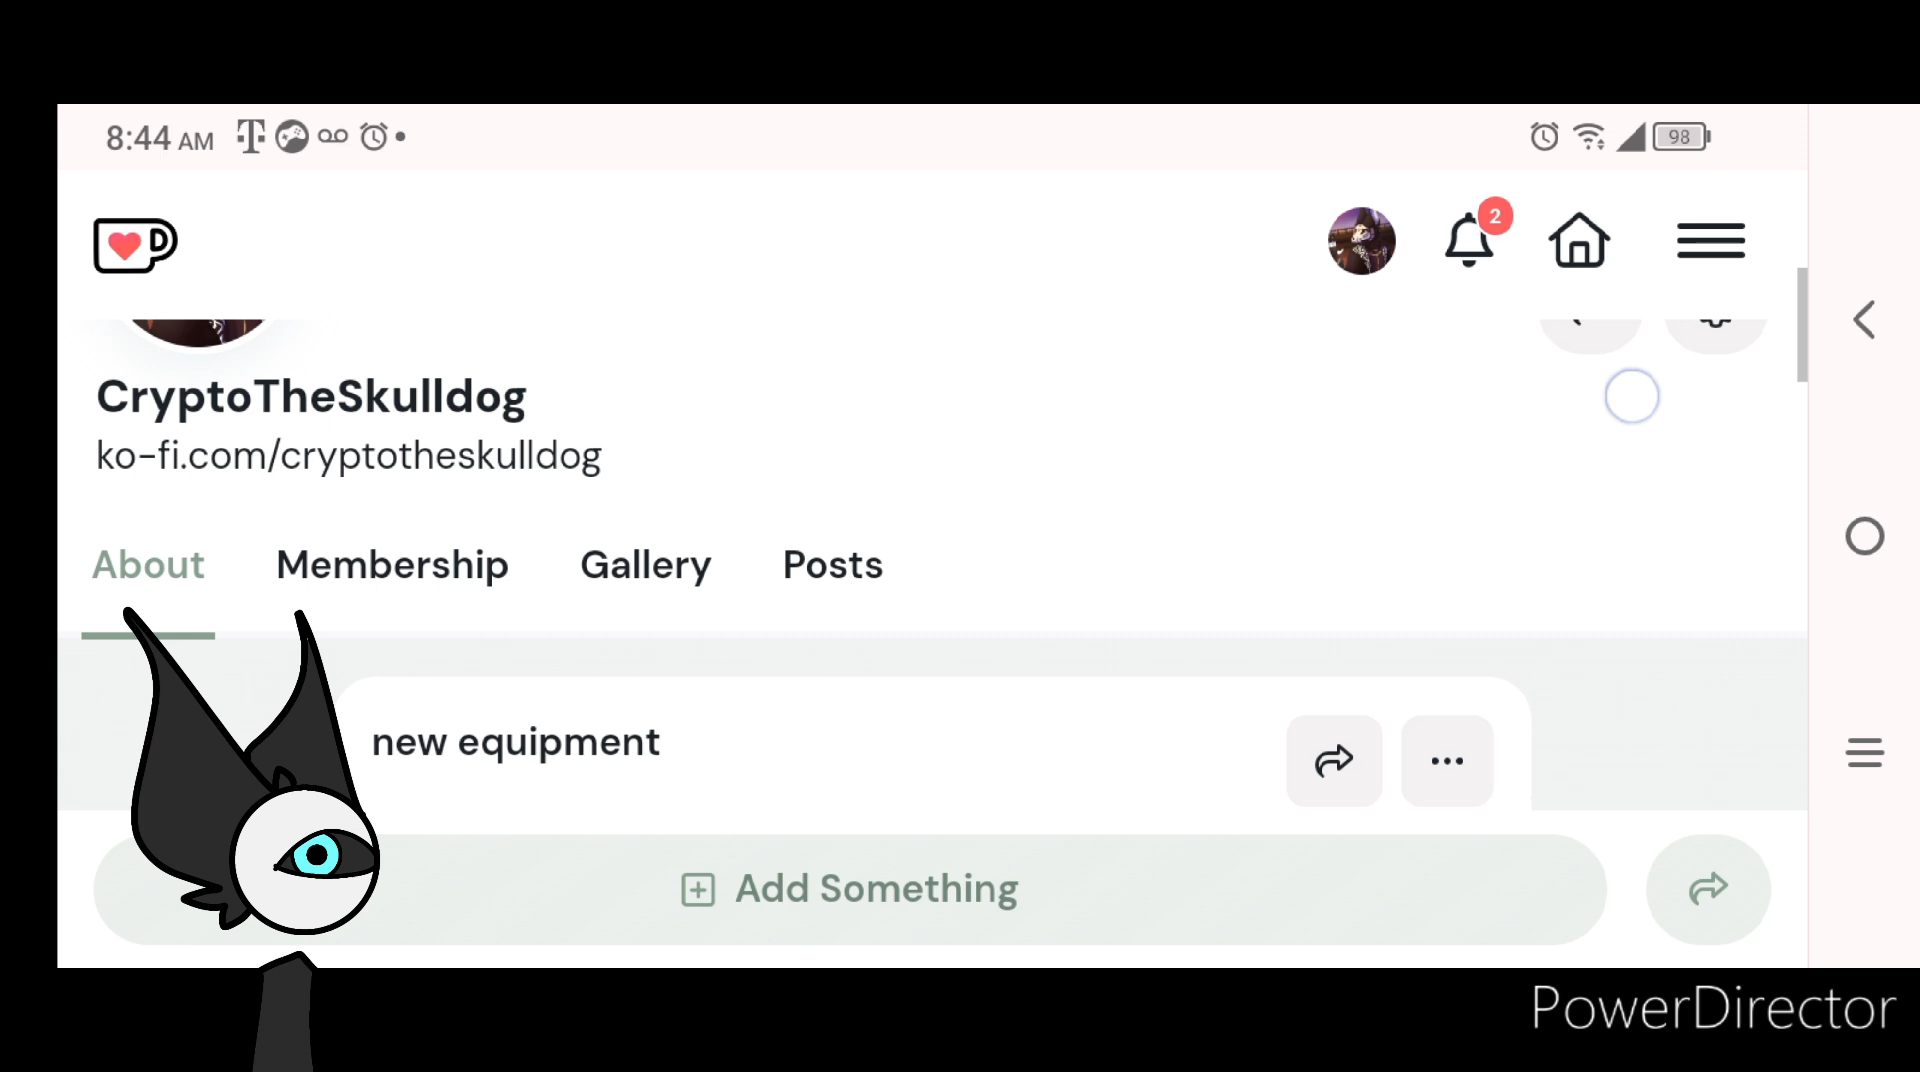 8:44 AM
98
2
CryptoTheSkulldog
ko-fi.com/cryptotheskulldog
About Membership Gallery Posts
new equipment
Add Something
PowerDirector